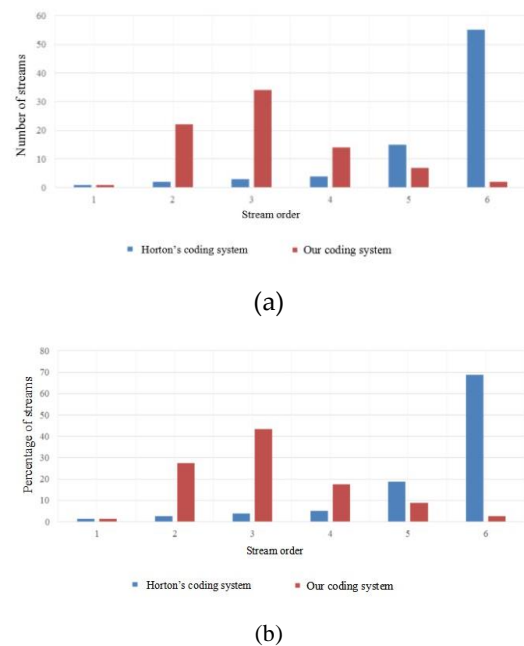 60
50
40
30
20
10
0
Number of streams
1 2 3 4 5 6
Stream order
Horton's coding system Our coding system
(a)
80
70
60
50
40
30
20
10
0
Percentage of streams
1 2 3 4 5 6
Stream order
Horton's coding system Our coding system
(b)